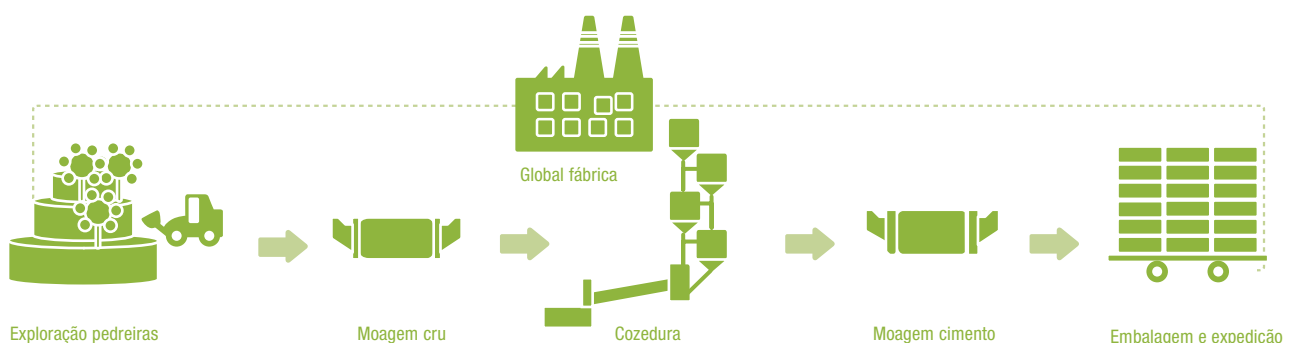 Global fábrica
Exploração pedreiras
Moagem cru
Cozedura
Moagem cimento
Embalagem e expedição